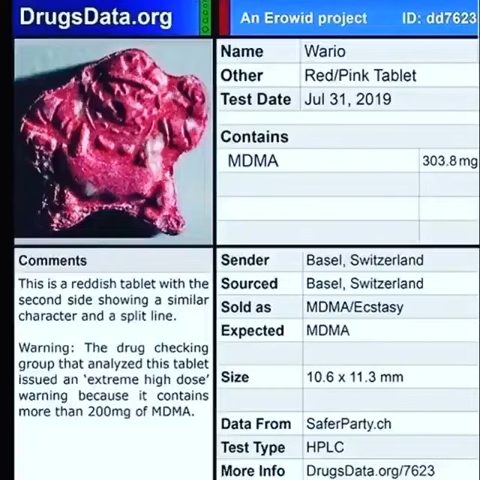 DrugsData.org
An Erowid project ID: dd7623
Name Wario
Other Red/Pink Tablet
Test Date Jul 31, 2019
Contains
MDMA 303.8 mg
Comments
This is a reddish tablet with the
second side showing a similar
character and a split line.
Warning: The drug checking
group that analyzed this tablet
issued an 'extreme high dose'
warning because it contains
more than 200mg of MDMA.
Sender Basel, Switzerland
Sourced Basel, Switzerland
Sold as MDMA/Ecstasy
Expected MDMA
Size 10.6 x 11.3 mm
Data From SaferParty.ch
Test Type HPLC
More Info DrugsData.org/7623